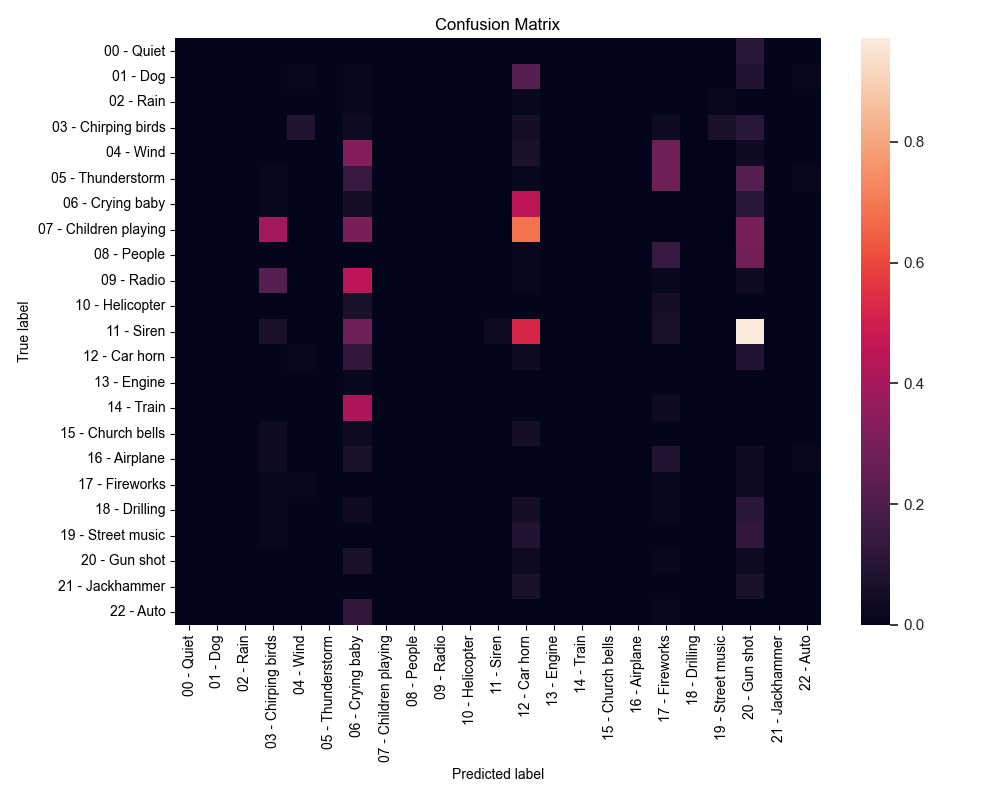 Confusion Matrix
True label
00 - Quiet
01 - Dog
02 - Rain
03 - Chirping birds
04 - Wind
05 - Thunderstorm
06 - Crying baby
07 - Children playing
08 - People
09 - Radio
10 - Helicopter
11 - Siren
12 - Car horn
13 - Engine
14 - Train
15 - Church bells
16 - Airplane
17 - Fireworks
18 - Drilling
19 - Street music
20 - Gun shot
21 - Jackhammer
22 - Auto
00 - Quiet
01 - Dog
02 - Rain
03 - Chirping birds
04 - Wind
05 - Thunderstorm
06 - Crying baby
07 - Children playing
08 - People
09 - Radio
10 - Helicopter
11 - Siren
12 - Car horn
13 - Engine
14 - Train
15 - Church bells
16 - Airplane
17 - Fireworks
18 - Drilling
19 - Street music
20 - Gun shot
21 - Jackhammer
22 - Auto
Predicted label
0.8
0.6
0.4
0.2
0.0